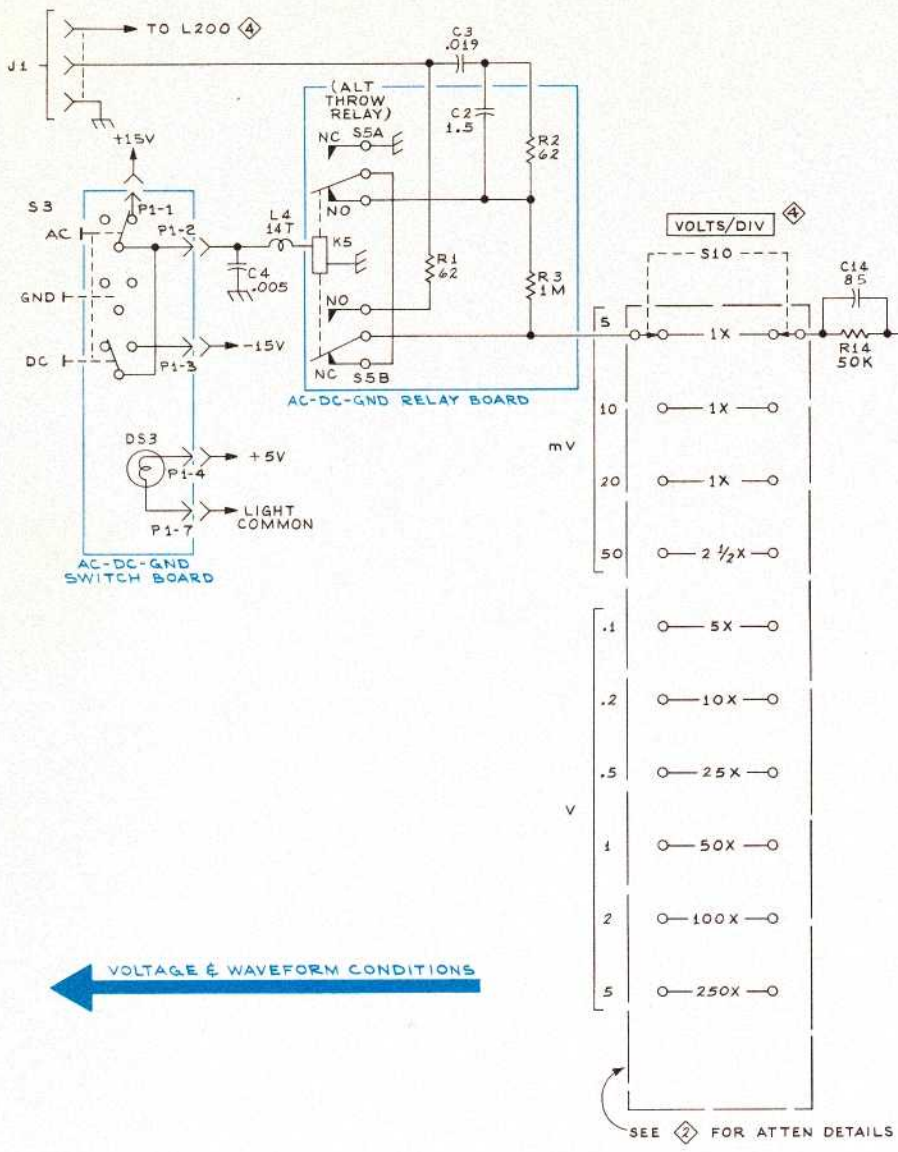 TO L200 4
J1
+15V
S3
AC
GND
DC
P1-1
P1-2
P1-3
-15V
DS3
P1-4
+5V
P1-7
LIGHT
COMMON
AC-DC-GND
SWITCH BOARD
L4
14T
C4
.005
(ALT
THROW
RELAY)
NC S5A
NO
K5
NO
NC S5B
R1
62
C3
.019
C2
1.5
R2
62
R3
1M
AC-DC-GND RELAY BOARD
VOLTS/DIV 4
S10
C14
85
R14
50K
mV
5 1X
10 1X
20 1X
50 2 1/2X
V
.1 5X
.2 10X
.5 25X
1 50X
2 100X
5 250X
VOLTAGE & WAVEFORM CONDITIONS
SEE 2 FOR ATTEN DETAILS